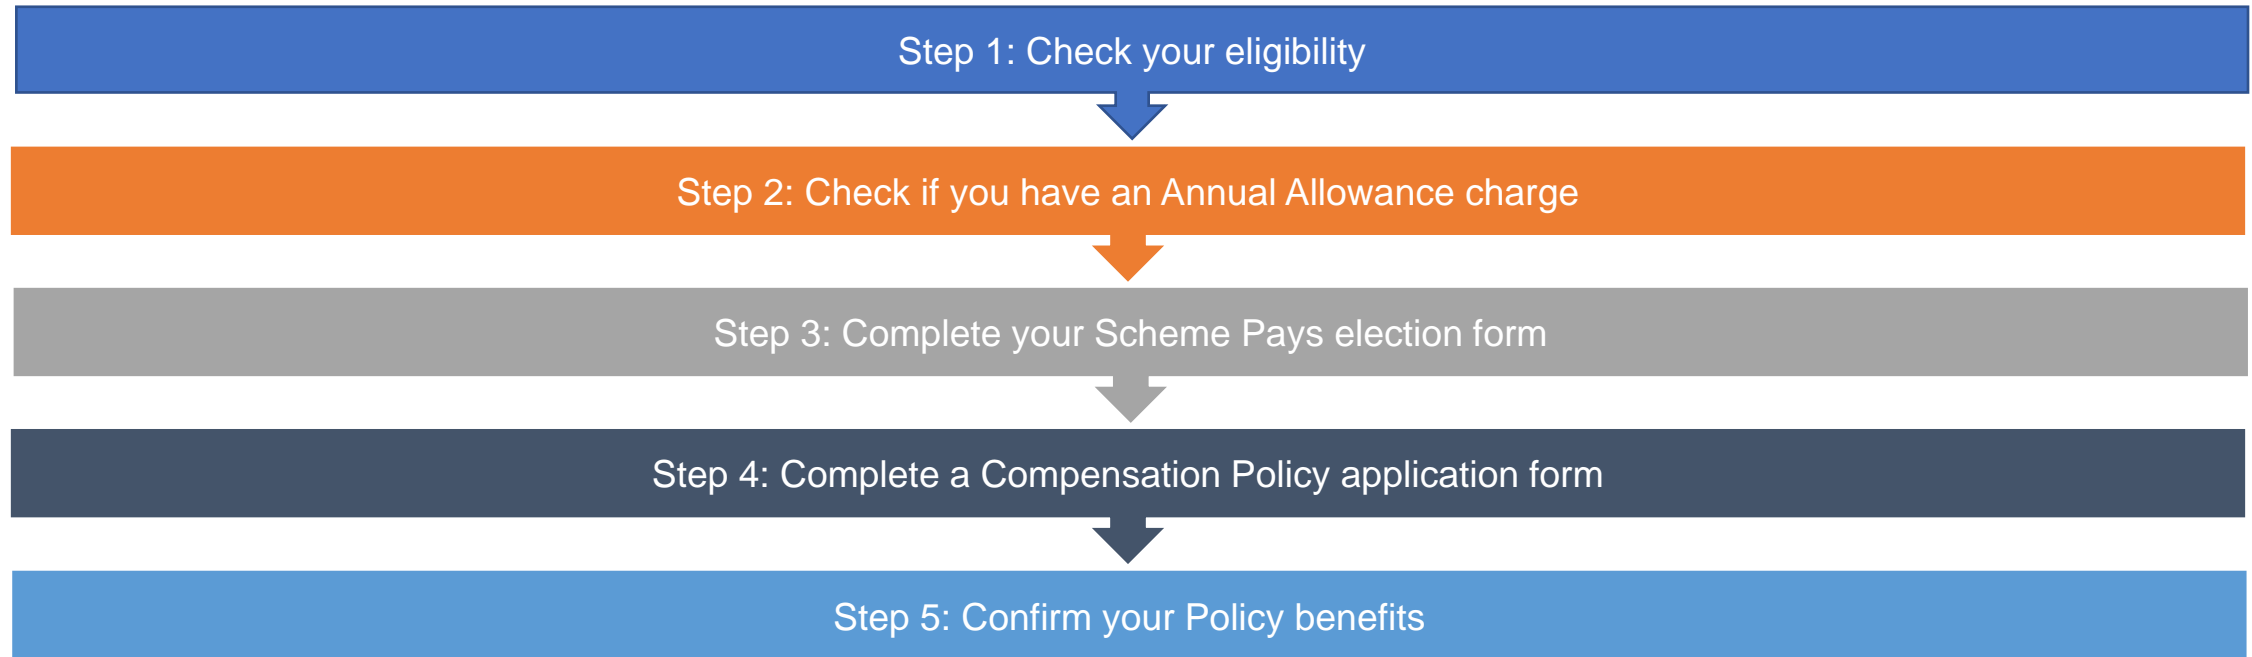 Step 1: Check your eligibility
Step 2: Check if you have an Annual Allowance charge
Step 3: Complete your Scheme Pays election form
Step 4: Complete a Compensation Policy application form
Step 5: Confirm your Policy benefits